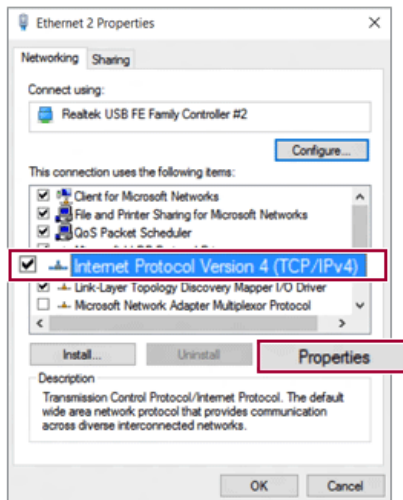 Ethernet 2 Properties
Networking Sharing
Connect using:
Realtek USB FE Family Controller #2
Configure...
This connection uses the following items:
Client for Microsoft Networks
File and Printer Sharing for Microsoft Networks
QoS Packet Scheduler
Internet Protocol Version 4 (TCP/IPv4)
Link-Layer Topology Discovery Mapper I/O Driver
Microsoft Network Adapter Multiplexor Protocol
Install... Uninstall Properties
Description
Transmission Control Protocol/Internet Protocol. The default
wide area network protocol that provides communication
across diverse interconnected networks.
OK Cancel